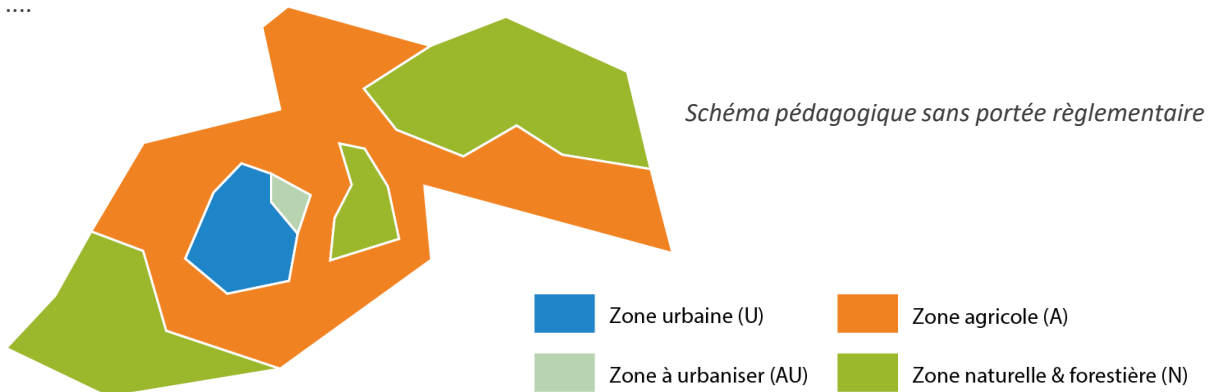 ....
Schéma pédagogique sans portée règlementaire
Zone urbaine (U)
Zone agricole (A)
Zone à urbaniser (AU)
Zone naturelle & forestière (N)